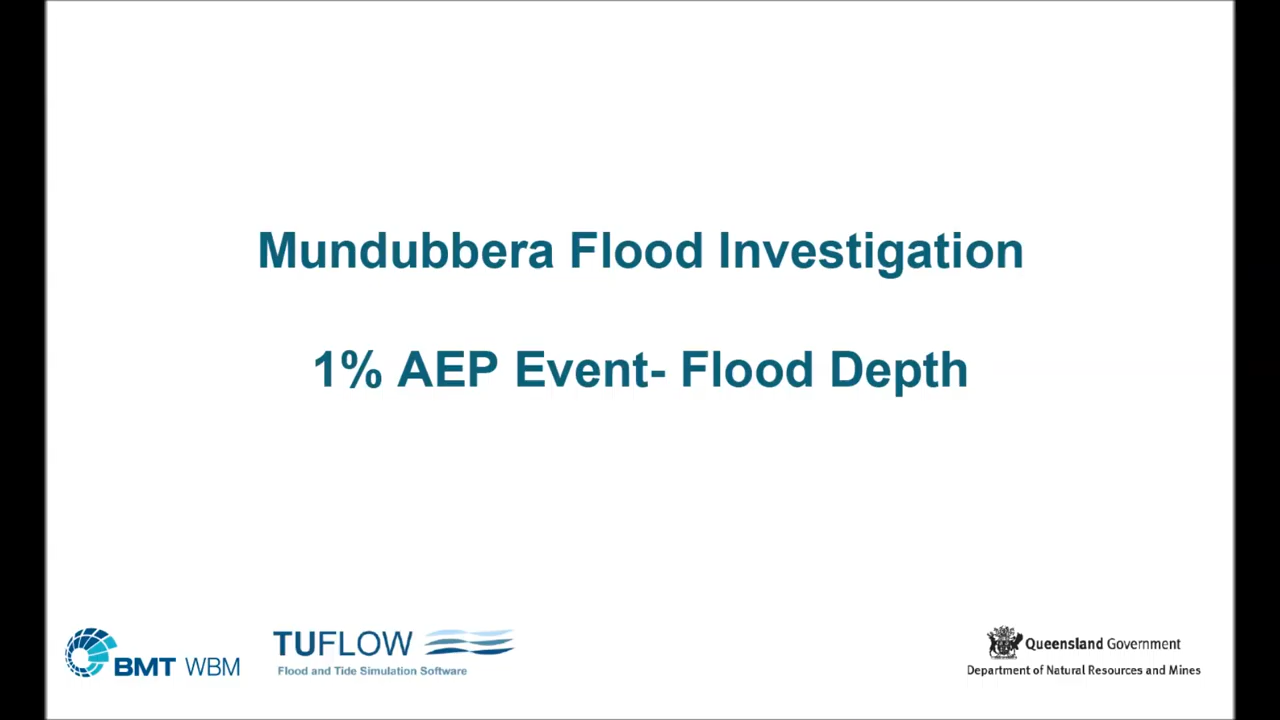 Mundubbera Flood Investigation
1% AEP Event- Flood Depth
BMT WBM
TUFLOW
Flood and Tide Simulation Software
Queensland Government
Department of Natural Resources and Mines